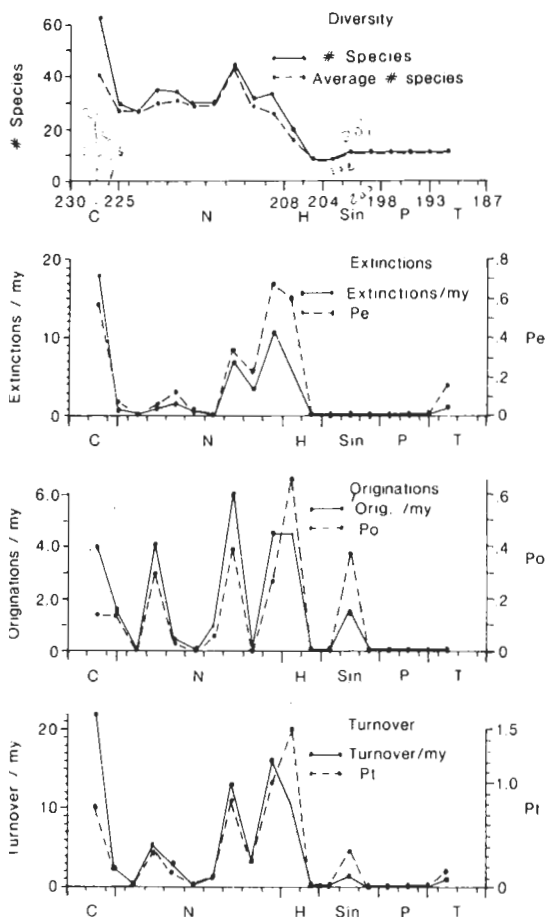 Diversity
# Species
Average # species
# Species
60
40
20
0
230
225
208
204
198
193
187
C
N
H
Sin
P
T
201
202
203
Extinctions
Extinctions/my
Pe
Extinctions / my
20
10
0
.8
.6
.4
.2
0
Pe
C
N
H
Sin
P
T
Originations
Orig. /my
Po
Originations / my
6.0
4.0
2.0
0
.6
.4
.2
0
Po
C
N
H
Sin
P
T
Turnover
Turnover/my
Pt
Turnover / my
20
10
0
1.5
1.0
.5
0
Pt
C
N
H
Sin
P
T